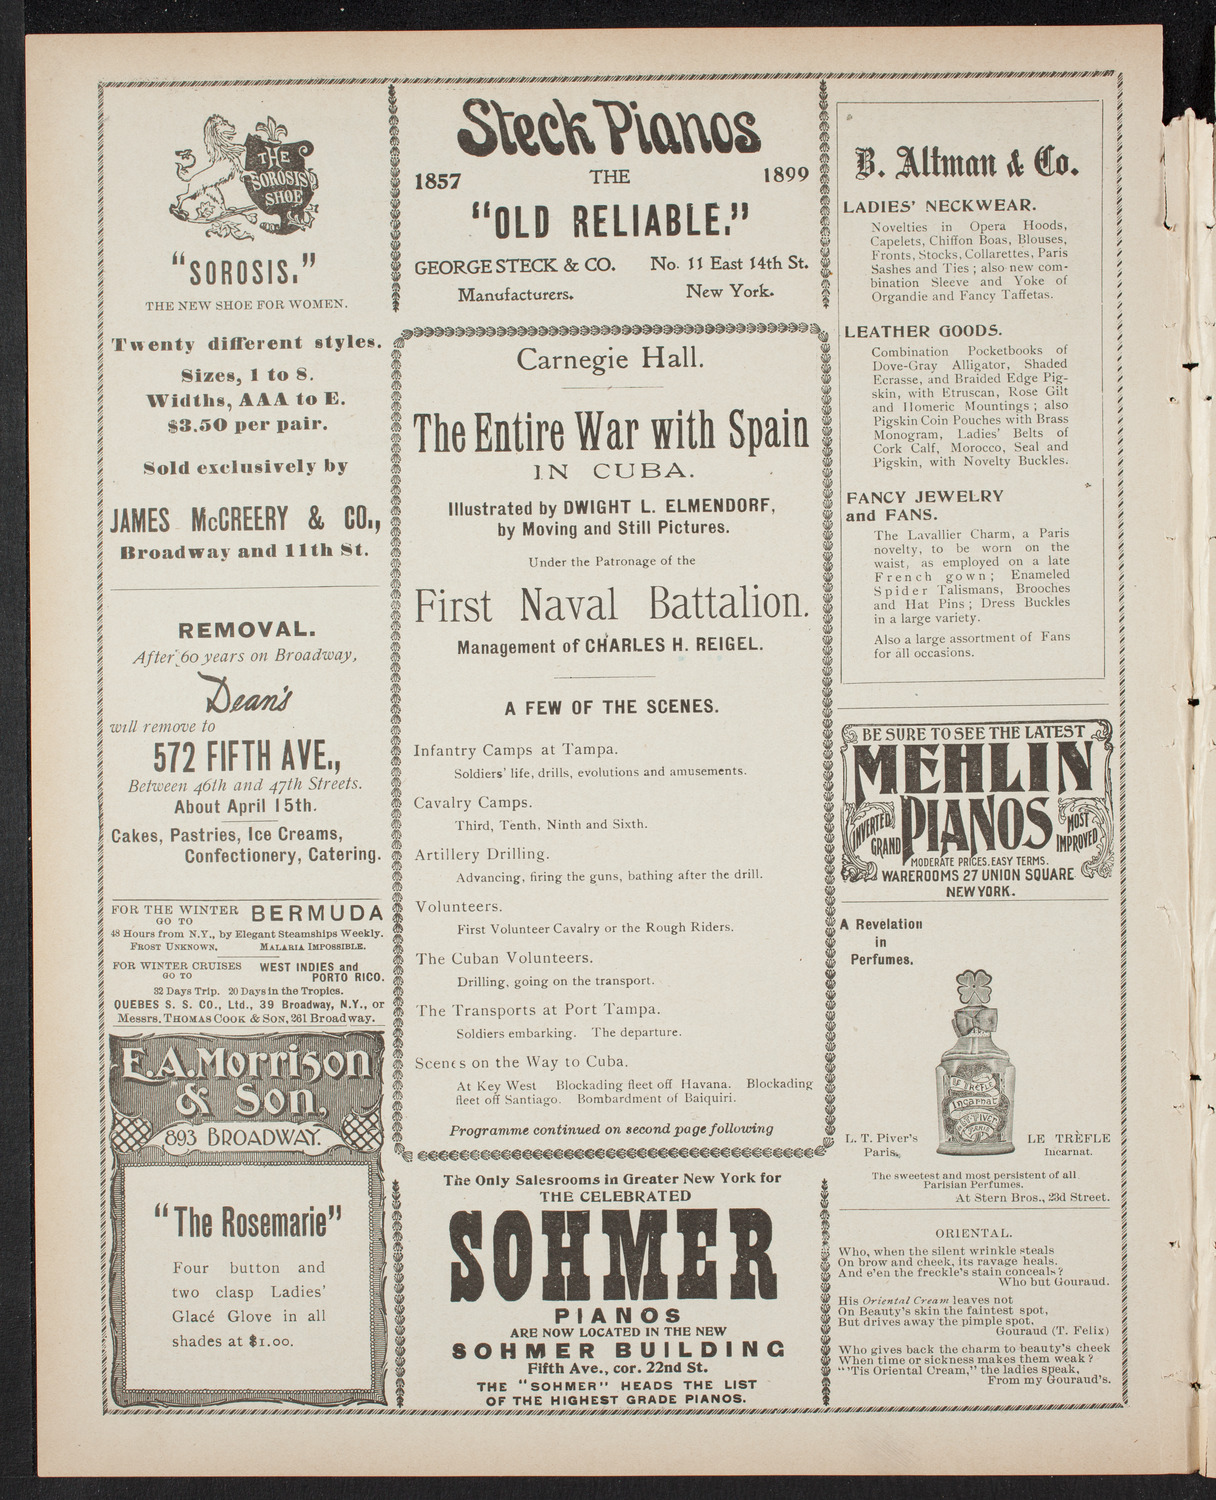 THE
SOROSIS
SHOE
"SOROSIS."
THE NEW SHOE FOR WOMEN.
Twenty different styles.
Sizes, 1 to 8.
Widths, AAA to E.
$3.50 per pair.
Sold exclusively by
JAMES McCREERY & CO.,
Broadway and 11th St.
REMOVAL.
After 60 years on Broadway,
Dean's
will remove to
572 FIFTH AVE.,
Between 46th and 47th Streets.
About April 15th.
Cakes, Pastries, Ice Creams,
Confectionery, Catering.
FOR THE WINTER GO TO BERMUDA
48 Hours from N.Y., by Elegant Steamships Weekly.
FROST UNKNOWN. MALARIA IMPOSSIBLE.
FOR WINTER CRUISES GO TO WEST INDIES and PORTO RICO.
32 Days Trip. 20 Days in the Tropics.
QUEBES S. S. CO., Ltd., 39 Broadway, N.Y., or
Messrs. THOMAS COOK & SON, 261 Broadway.
E.A. Morrison
& Son,
893 BROADWAY.
"The Rosemarie"
Four button and
two clasp Ladies'
Glacé Glove in all
shades at $1.00.
Steck Pianos
1857 THE 1899
"OLD RELIABLE."
GEORGE STECK & CO. No. 11 East 14th St.
Manufacturers. New York.
Carnegie Hall.
The Entire War with Spain
IN CUBA.
Illustrated by DWIGHT L. ELMENDORF,
by Moving and Still Pictures.
Under the Patronage of the
First Naval Battalion.
Management of CHARLES H. REIGEL.
A FEW OF THE SCENES.
Infantry Camps at Tampa.
Soldiers' life, drills, evolutions and amusements.
Cavalry Camps.
Third, Tenth, Ninth and Sixth.
Artillery Drilling.
Advancing, firing the guns, bathing after the drill.
Volunteers.
First Volunteer Cavalry or the Rough Riders.
The Cuban Volunteers.
Drilling, going on the transport.
The Transports at Port Tampa.
Soldiers embarking. The departure.
Scenes on the Way to Cuba.
At Key West Blockading fleet off Havana. Blockading
fleet off Santiago. Bombardment of Baiquiri.
Programme continued on second page following
The Only Salesrooms in Greater New York for
THE CELEBRATED
SOHMER
PIANOS
ARE NOW LOCATED IN THE NEW
SOHMER BUILDING
Fifth Ave., cor. 22nd St.
THE "SOHMER" HEADS THE LIST
OF THE HIGHEST GRADE PIANOS.
B. Altman & Co.
LADIES' NECKWEAR.
Novelties in Opera Hoods,
Capelets, Chiffon Boas, Blouses,
Fronts, Stocks, Collarettes, Paris
Sashes and Ties; also new com-
bination Sleeve and Yoke of
Organdie and Fancy Taffetas.
LEATHER GOODS.
Combination Pocketbooks of
Dove-Gray Alligator, Shaded
Ecrasse, and Braided Edge Pig-
skin, with Etruscan, Rose Gilt
and Homeric Mountings; also
Pigskin Coin Pouches with Brass
Monogram, Ladies' Belts of
Cork Calf, Morocco, Seal and
Pigskin, with Novelty Buckles.
FANCY JEWELRY
and FANS.
The Lavallier Charm, a Paris
novelty, to be worn on the
waist, as employed on a late
French gown; Enameled
Spider Talismans, Brooches
and Hat Pins; Dress Buckles
in a large variety.
Also a large assortment of Fans
for all occasions.
BE SURE TO SEE THE LATEST
MEHLIN
INVERTED GRAND PIANOS MOST IMPROVED
MODERATE PRICES. EASY TERMS.
WAREROOMS 27 UNION SQUARE
NEW YORK.
A Revelation
in
Perfumes.
LE TREFLE
Incarnat
L. T. PIVER
PARIS
L. T. Piver's
Paris,
LE TRÈFLE
Incarnat.
The sweetest and most persistent of all
Parisian Perfumes.
At Stern Bros., 23d Street.
ORIENTAL.
Who, when the silent wrinkle steals
On brow and cheek, its ravage heals.
And e'en the freckle's stain conceals?
Who but Gouraud.
His Oriental Cream leaves not
On Beauty's skin the faintest spot,
But drives away the pimple spot,
Gouraud (T. Felix)
Who gives back the charm to beauty's cheek
When time or sickness makes them weak?
"'Tis Oriental Cream," the ladies speak,
From my Gouraud's.